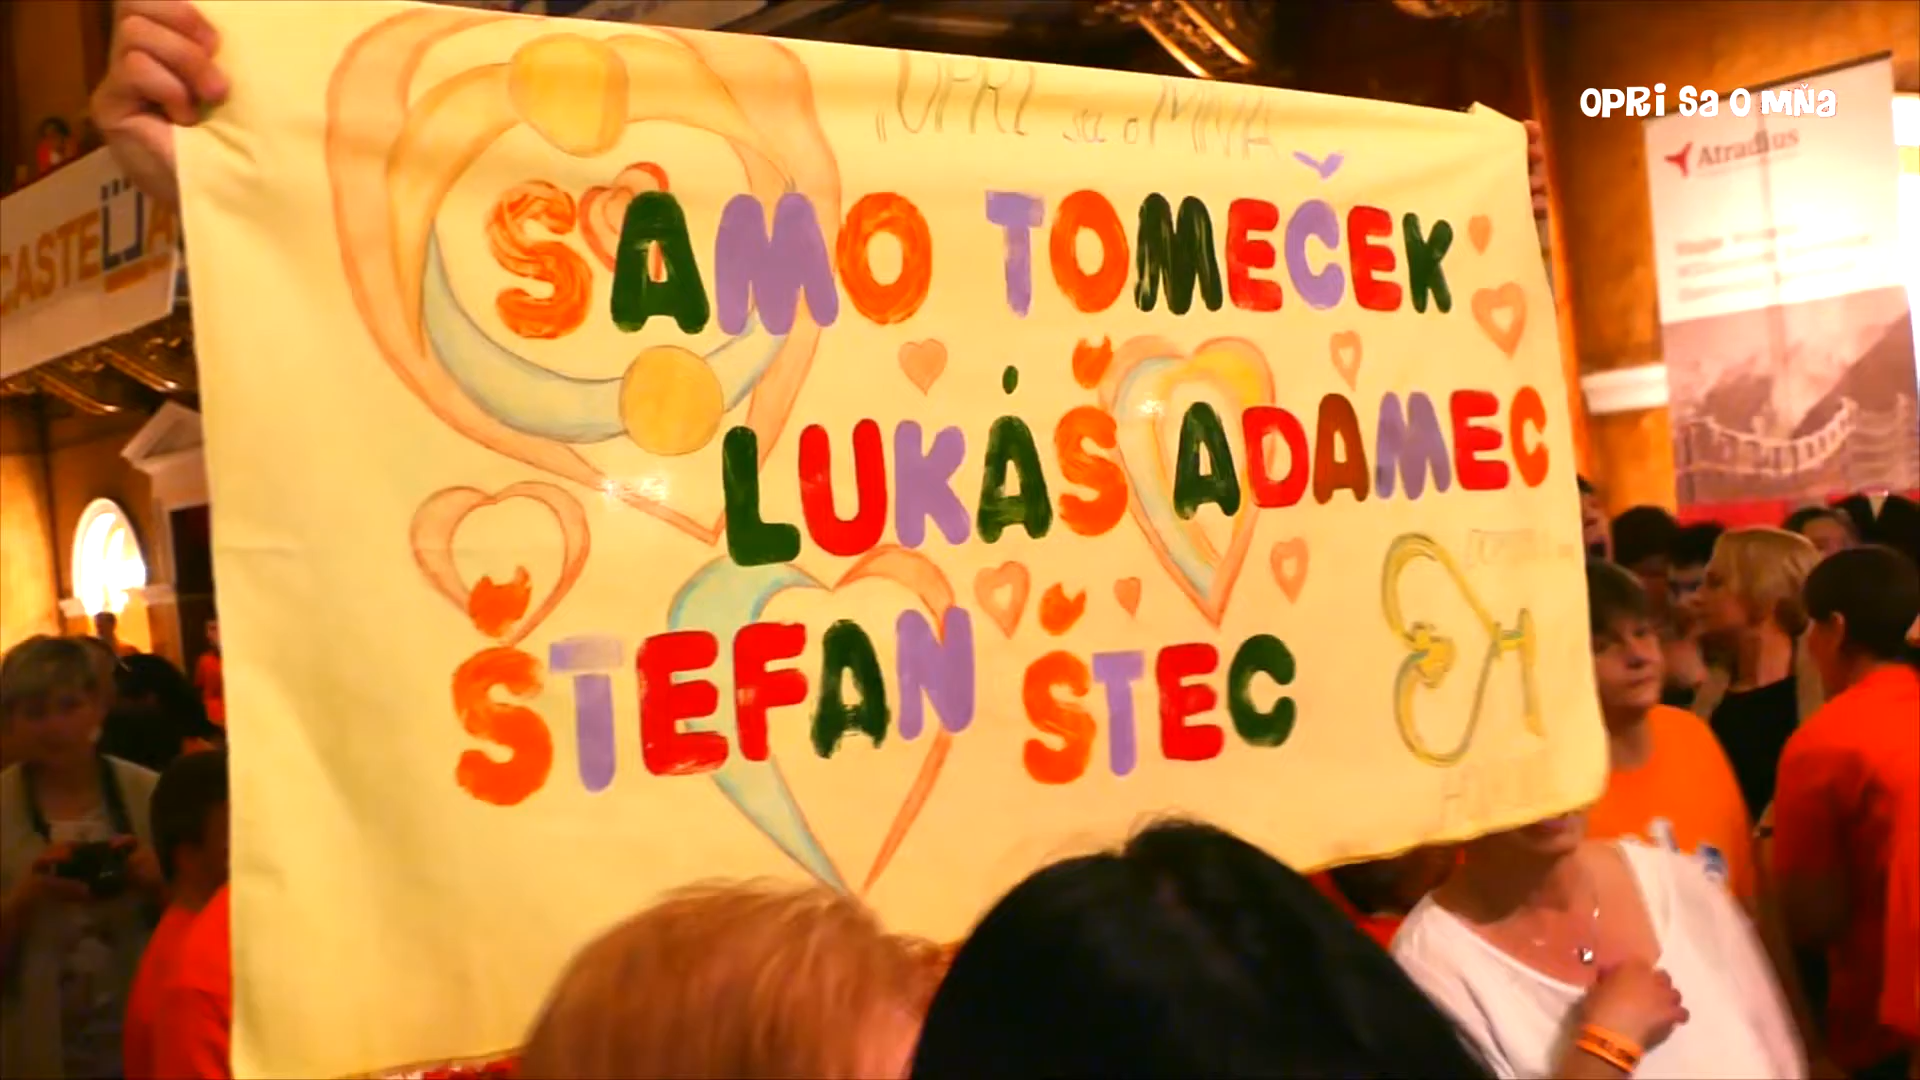 OPRi Sa O MŇa
Atradius
CASTELLA
„OPRI sa o MŇA
SAMO TOMEČEK
LUKÁŠ ADAMEC
ŠTEFAN ŠTEC